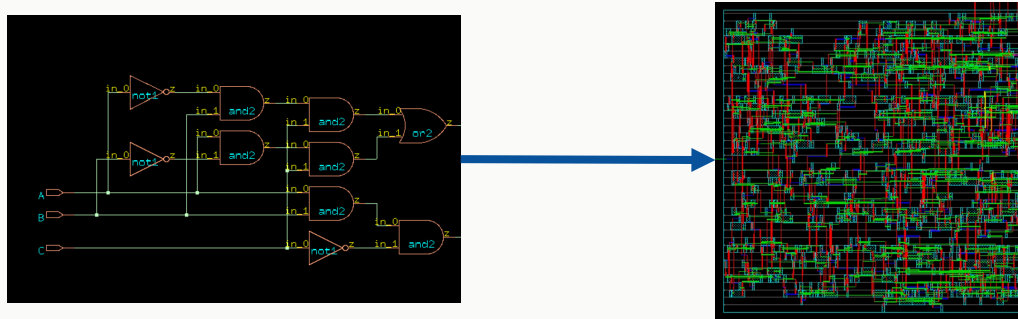 in_0 not1 z in_0 and2 z in_0 and2 z in_0 or2 z
in_1 in_1 in_1
in_0 not1 z in_0 and2 z in_0 and2 z
in_1 in_1
A in_0 and2 z
B in_1 in_0 and2 z
C in_0 not1 z in_1